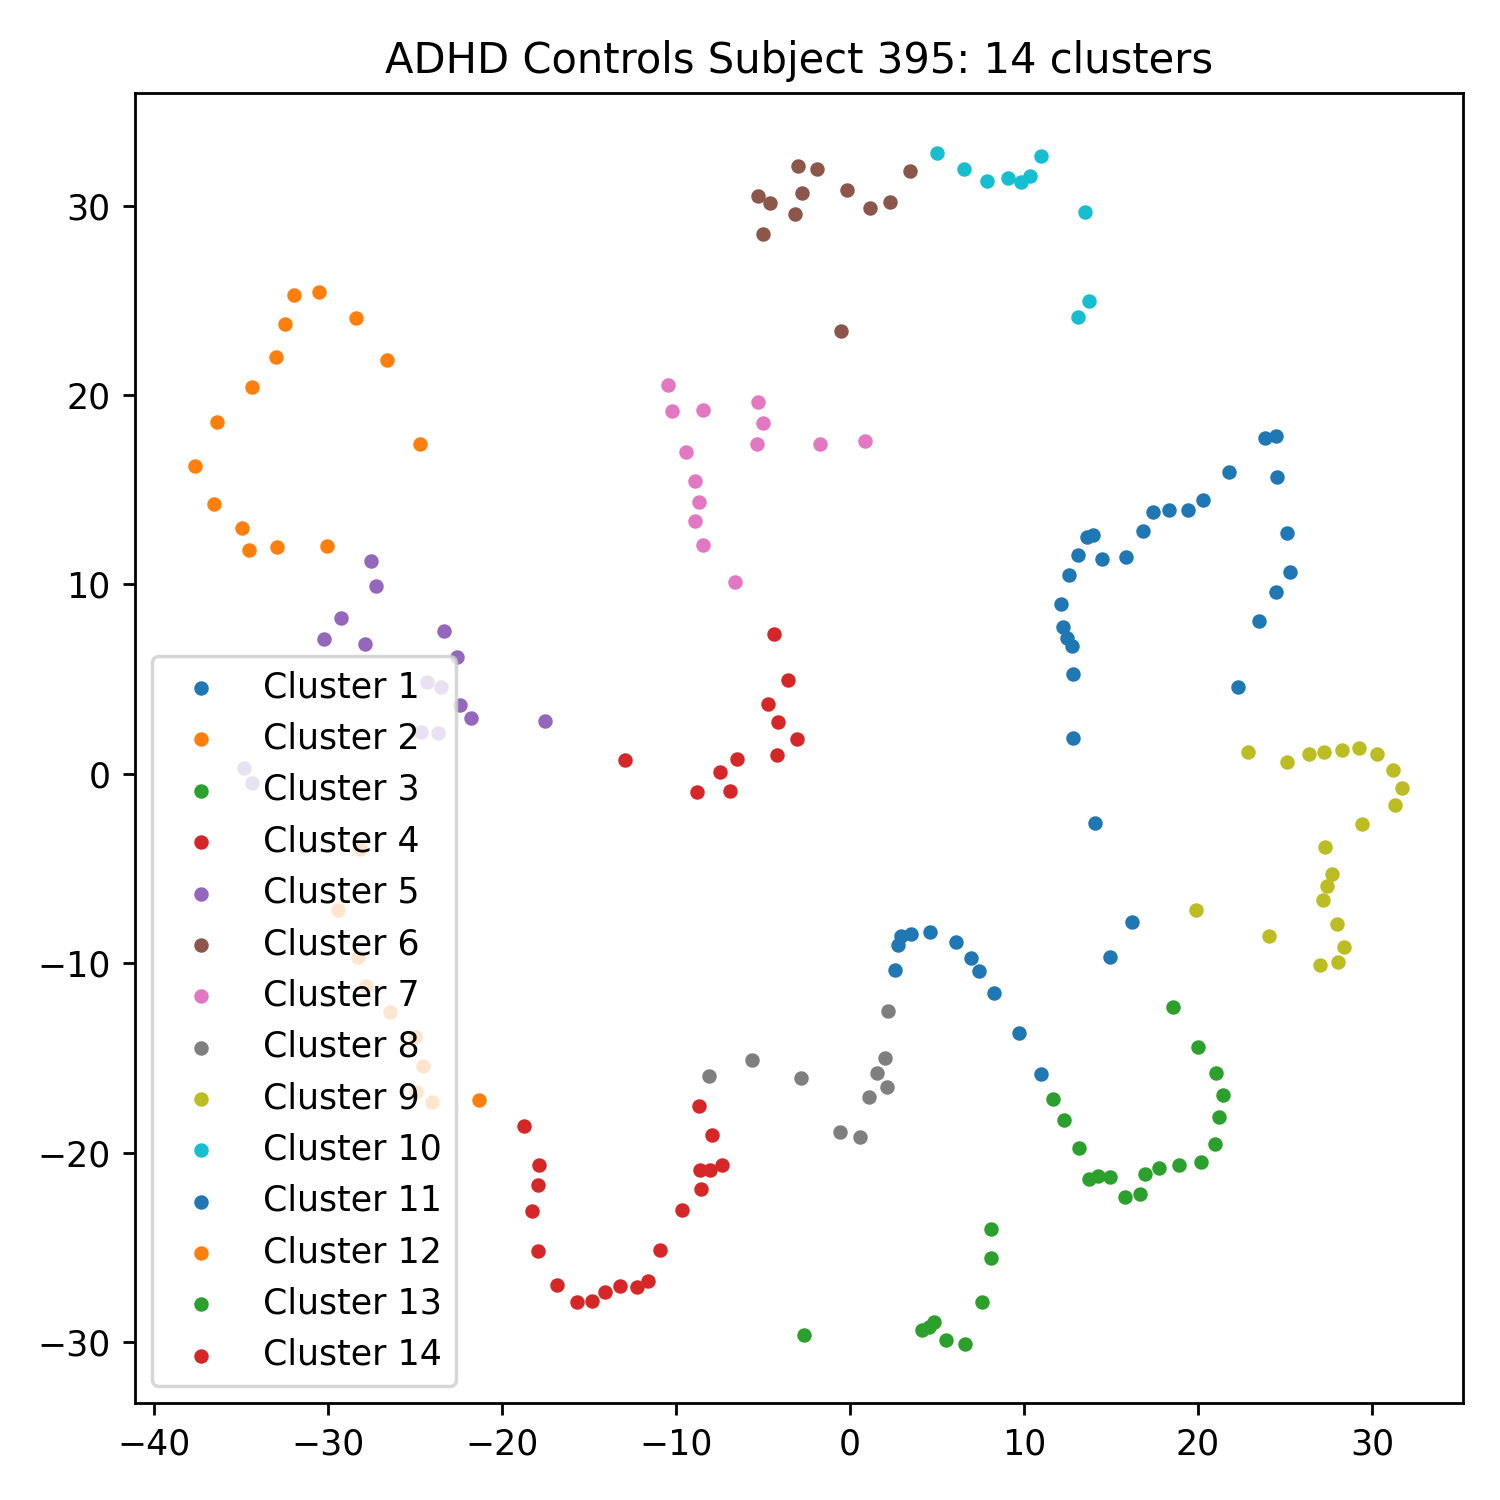 ADHD Controls Subject 395: 14 clusters
30
20
10
0
−10
−20
−30
Cluster 1
Cluster 2
Cluster 3
Cluster 4
Cluster 5
Cluster 6
Cluster 7
Cluster 8
Cluster 9
Cluster 10
Cluster 11
Cluster 12
Cluster 13
Cluster 14
−40 −30 −20 −10 0 10 20 30